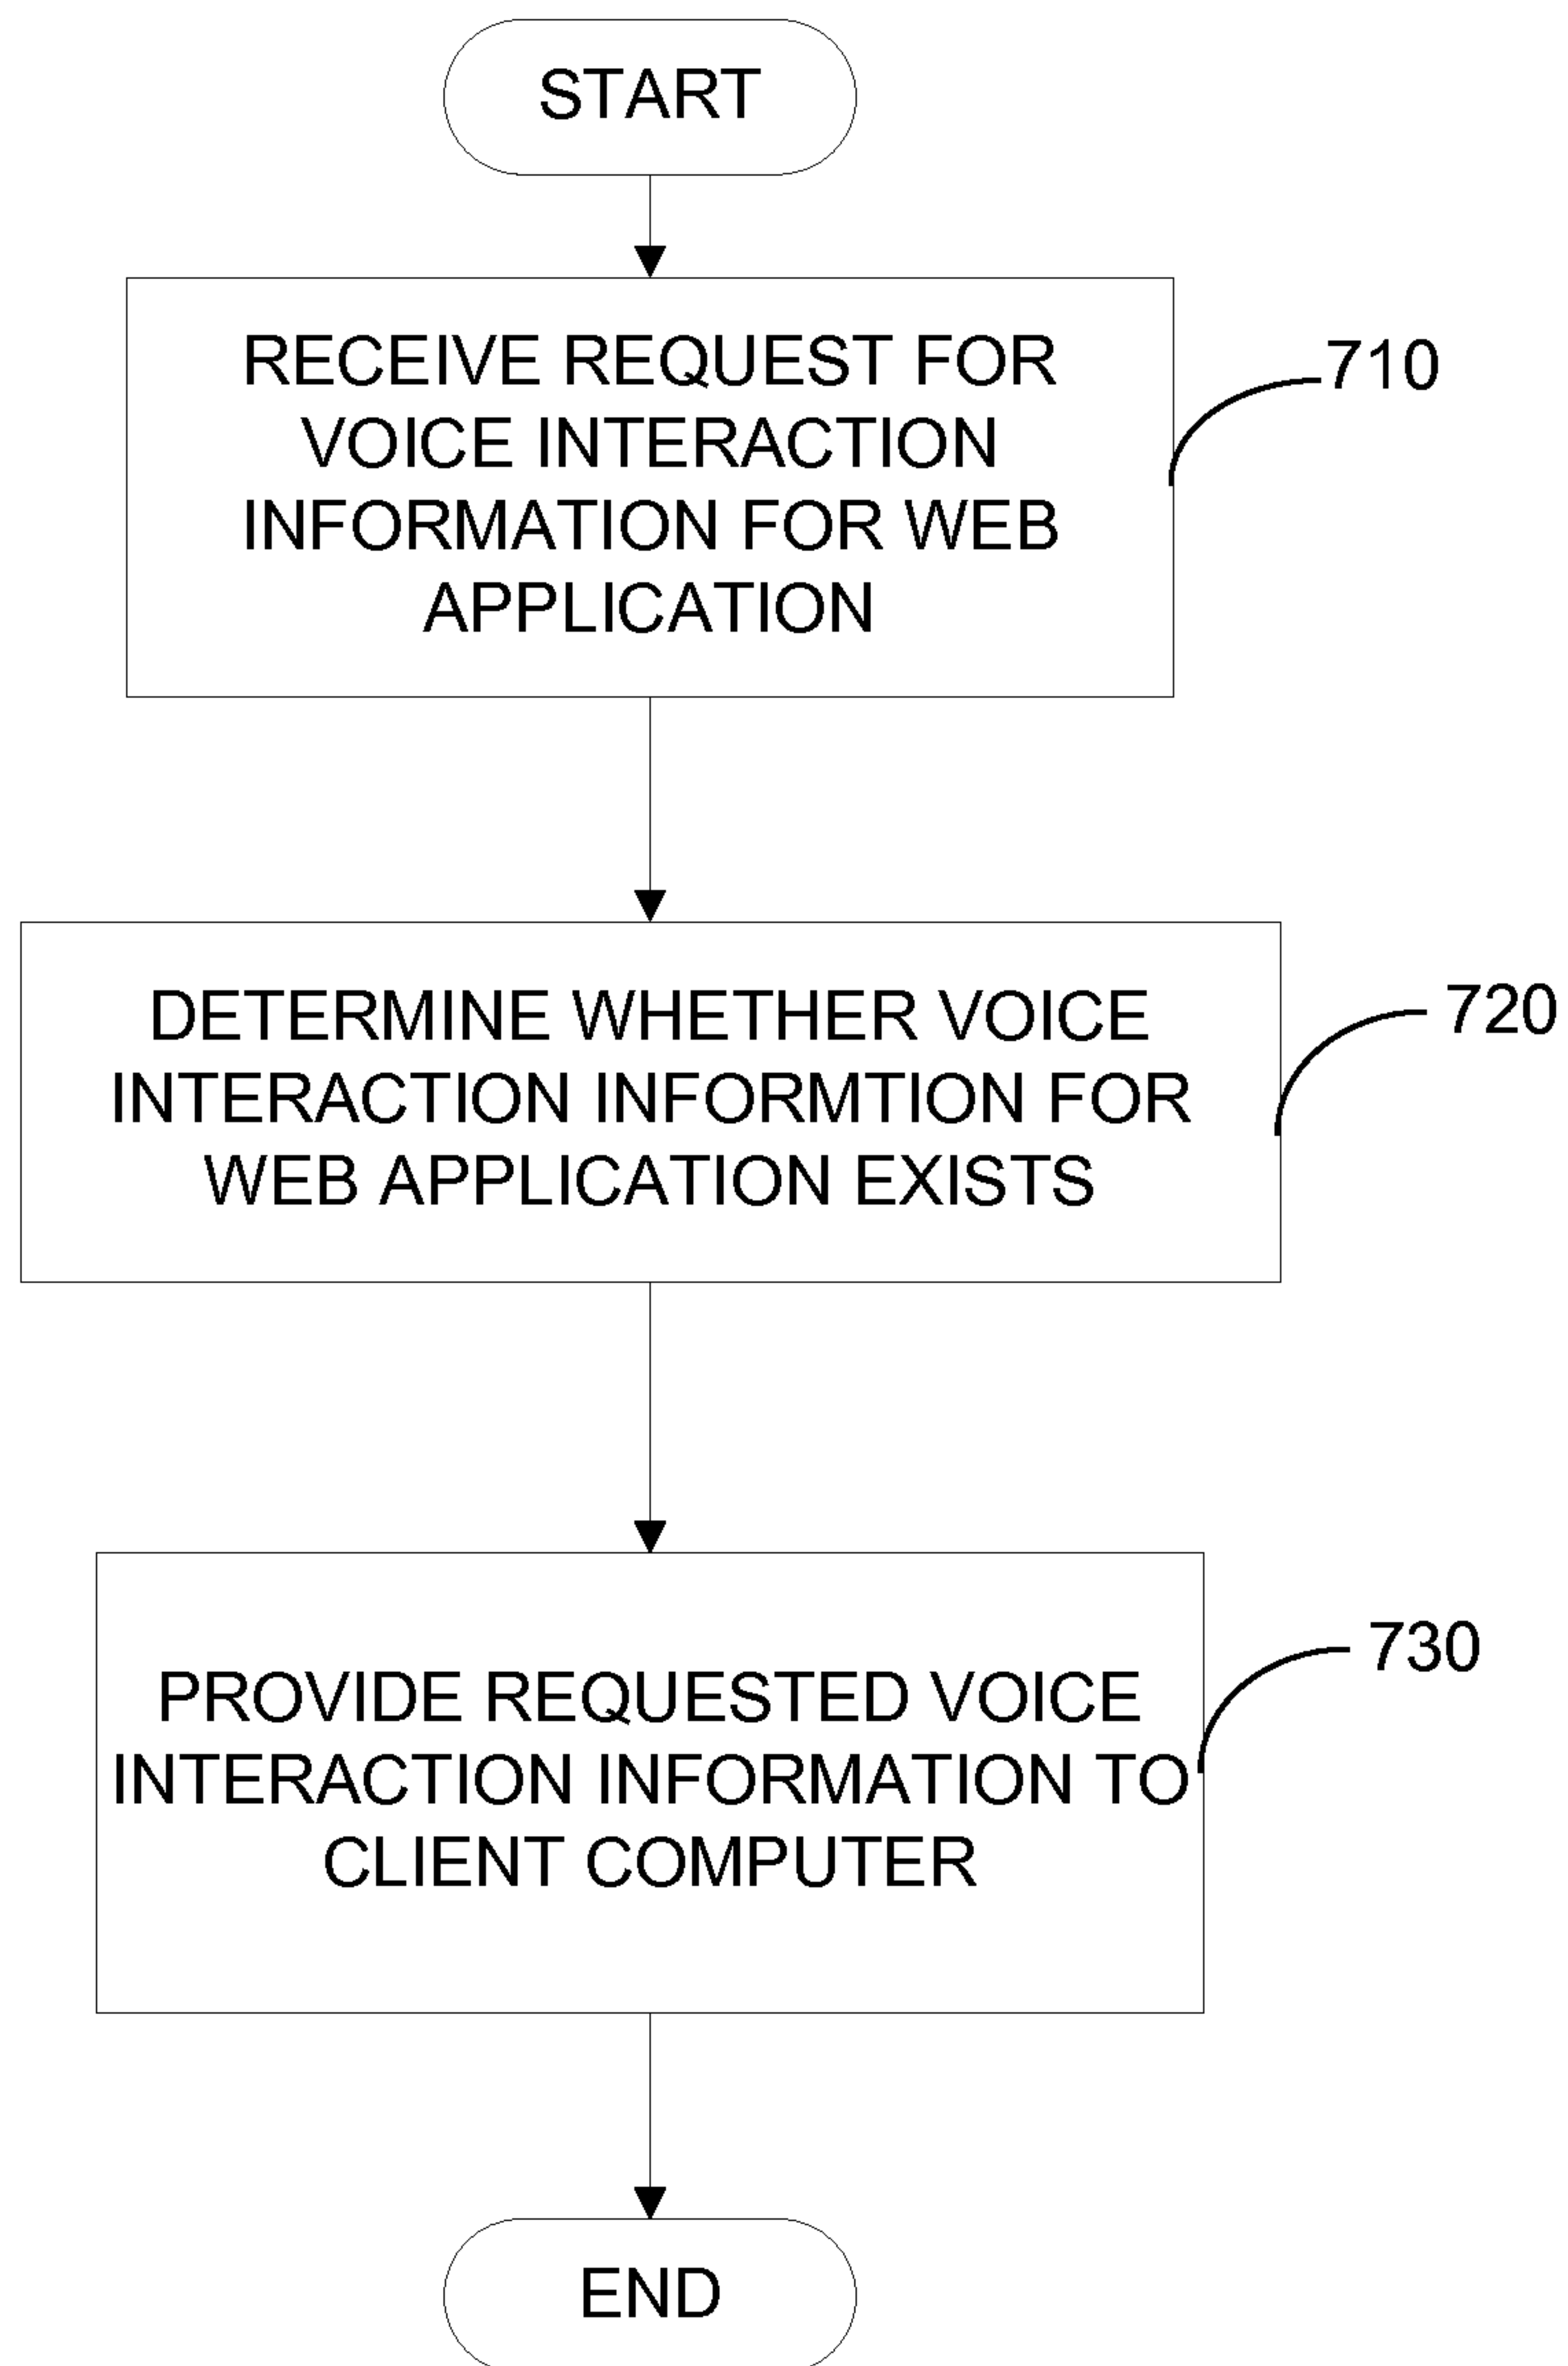 START
RECEIVE REQUEST FOR
VOICE INTERACTION
INFORMATION FOR WEB
APPLICATION
710
DETERMINE WHETHER VOICE
INTERACTION INFORMTION FOR
WEB APPLICATION EXISTS
720
PROVIDE REQUESTED VOICE
INTERACTION INFORMATION TO
CLIENT COMPUTER
730
END